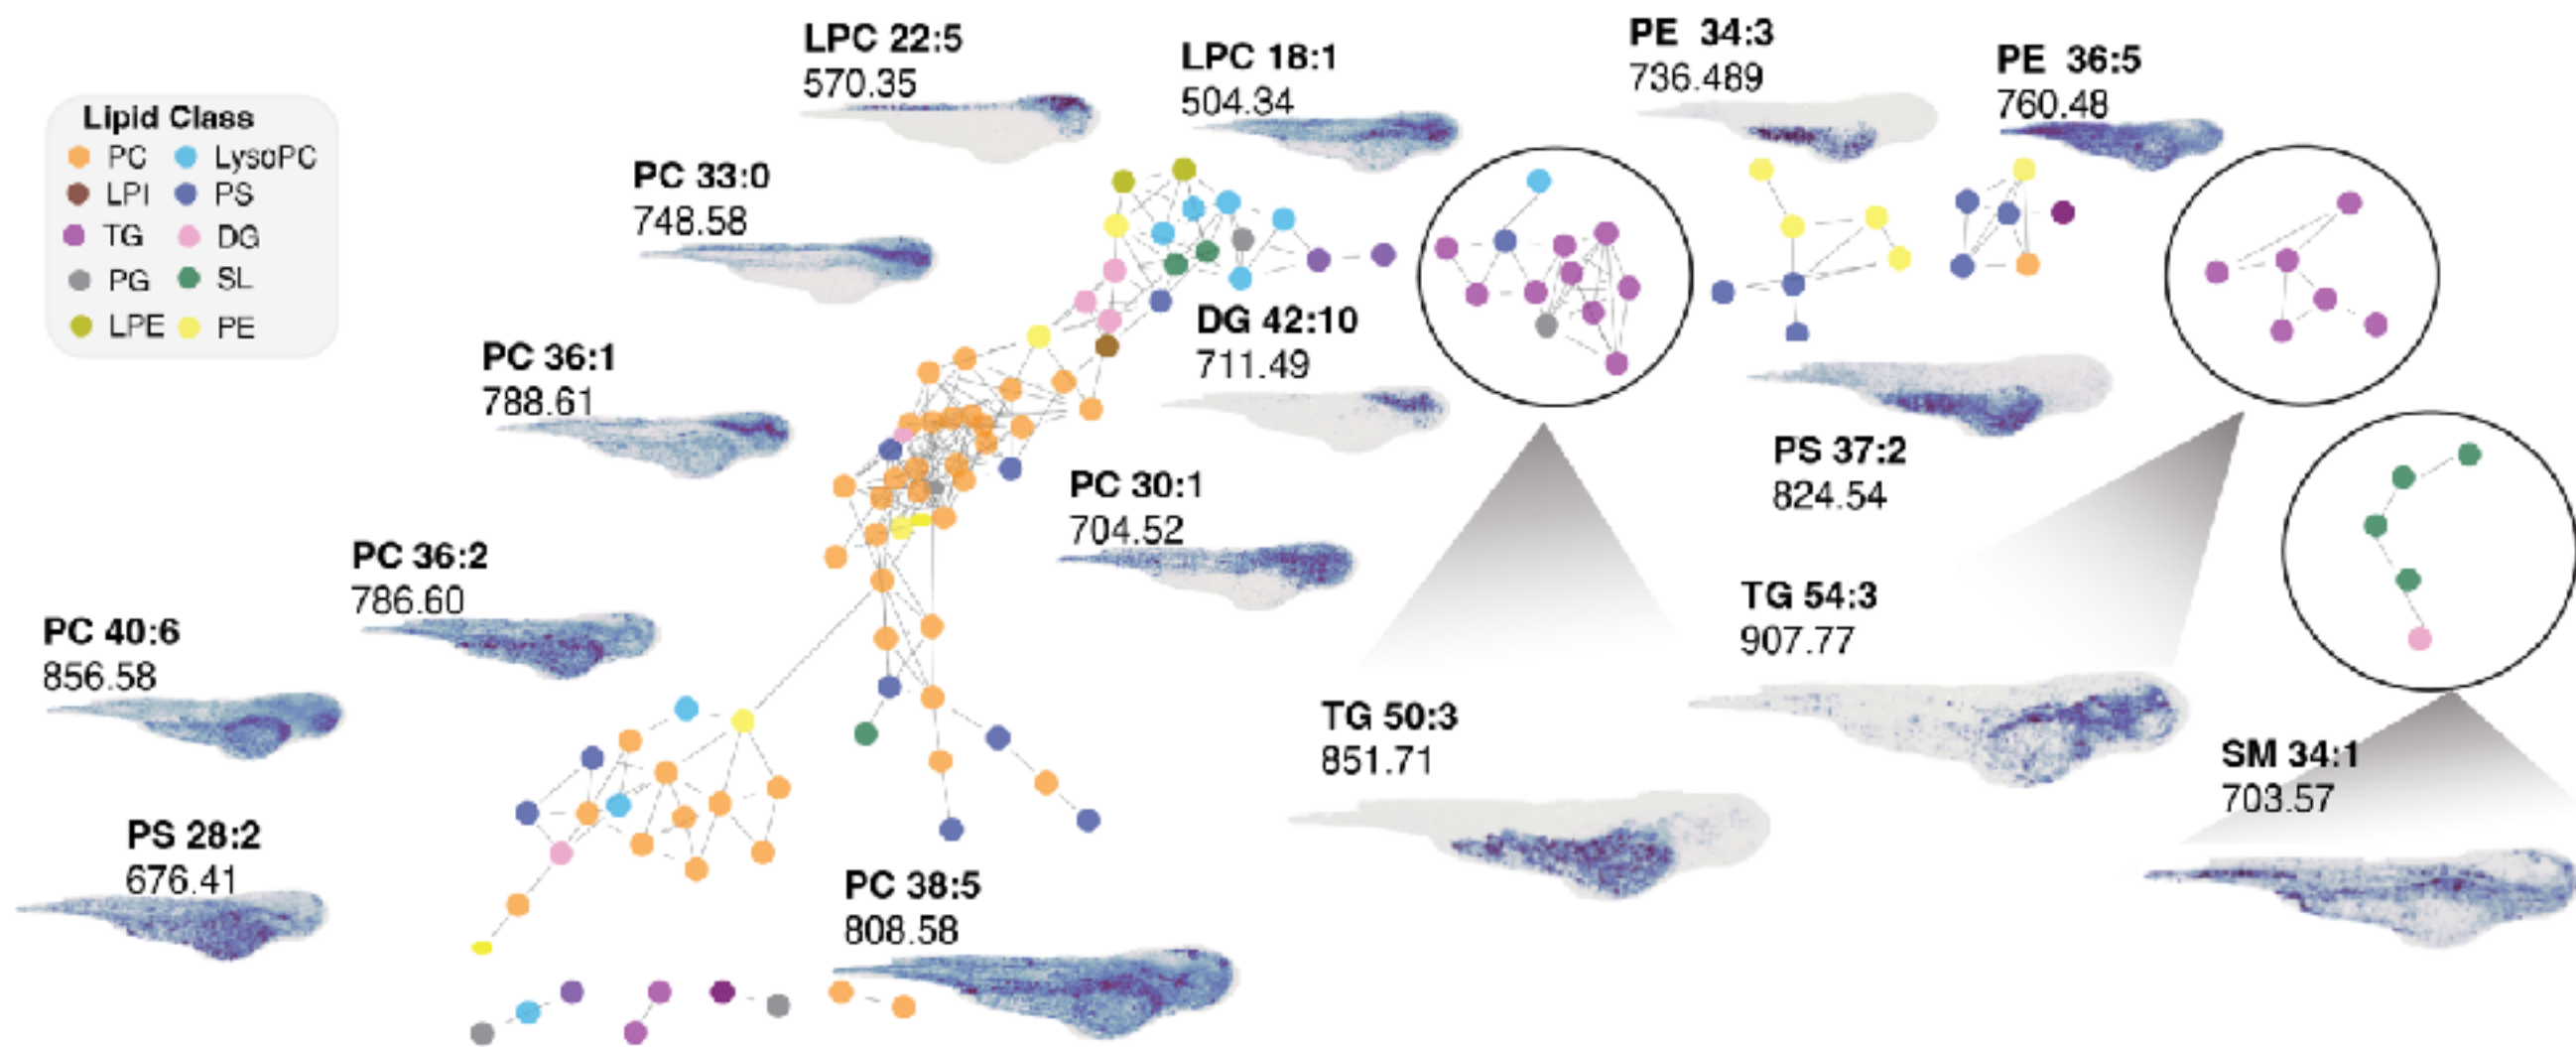 Lipid Class
PC LysoPC
LPI PS
TG DG
PG SL
LPE PE
LPC 22:5
570.35
LPC 18:1
504.34
PE 34:3
736.489
PE 36:5
760.48
PC 33:0
748.58
PC 36:1
788.61
DG 42:10
711.49
PS 37:2
824.54
PC 30:1
704.52
PC 36:2
786.60
PC 40:6
856.58
TG 54:3
907.77
TG 50:3
851.71
SM 34:1
703.57
PS 28:2
676.41
PC 38:5
808.58